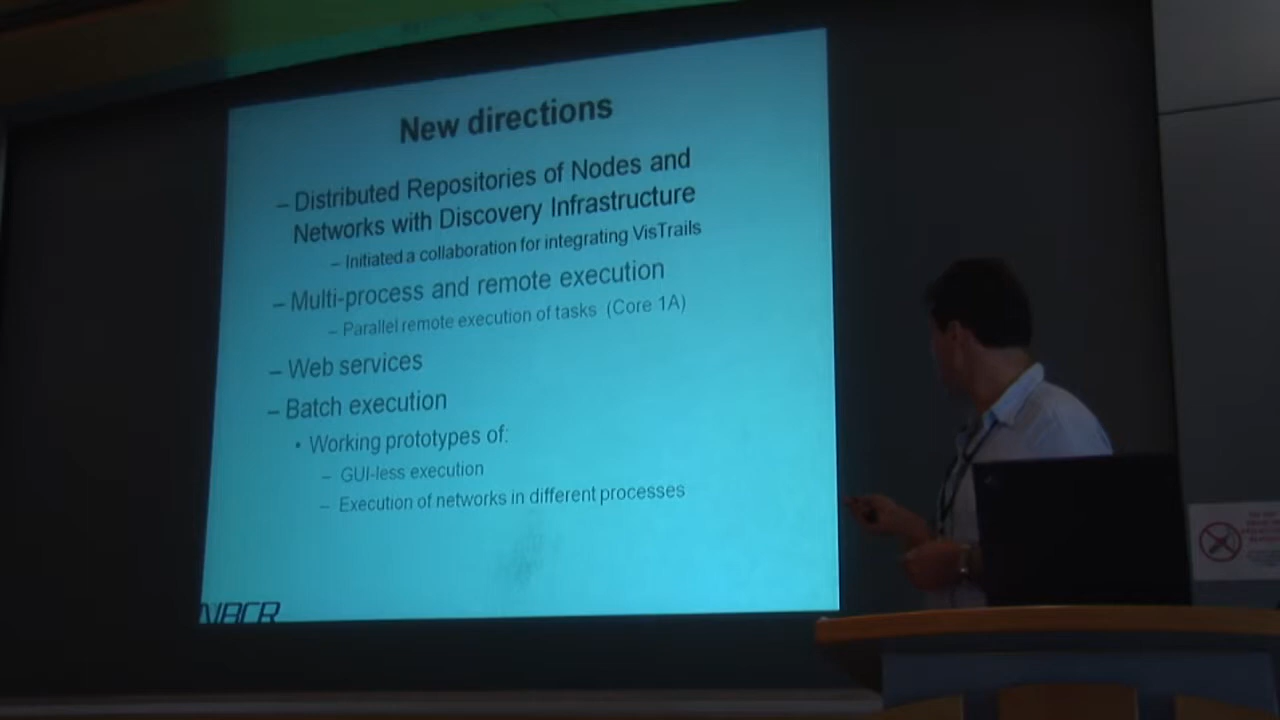 New directions
– Distributed Repositories of Nodes and
Networks with Discovery Infrastructure
– Initiated a collaboration for integrating VisTrails
– Multi-process and remote execution
– Parallel remote execution of tasks (Core 1A)
– Web services
– Batch execution
• Working prototypes of:
– GUI-less execution
– Execution of networks in different processes
NBCR